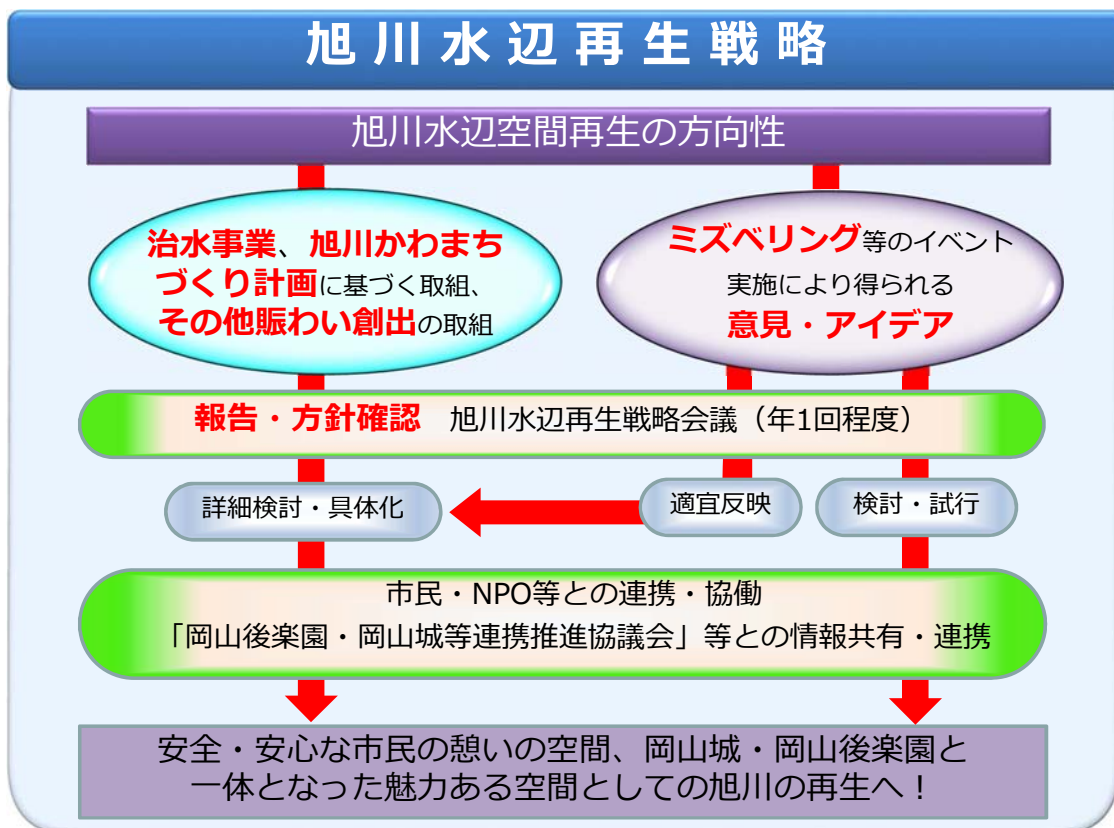 旭川水辺再生戦略
旭川水辺空間再生の方向性
治水事業、旭川かわまち
づくり計画に基づく取組、
その他賑わい創出の取組
ミズベリング等のイベント
実施により得られる
意見・アイデア
報告・方針確認 旭川水辺再生戦略会議（年1回程度）
詳細検討・具体化
適宜反映
検討・試行
市民・NPO等との連携・協働
「岡山後楽園・岡山城等連携推進協議会」等との情報共有・連携
安全・安心な市民の憩いの空間、岡山城・岡山後楽園と
一体となった魅力ある空間としての旭川の再生へ！